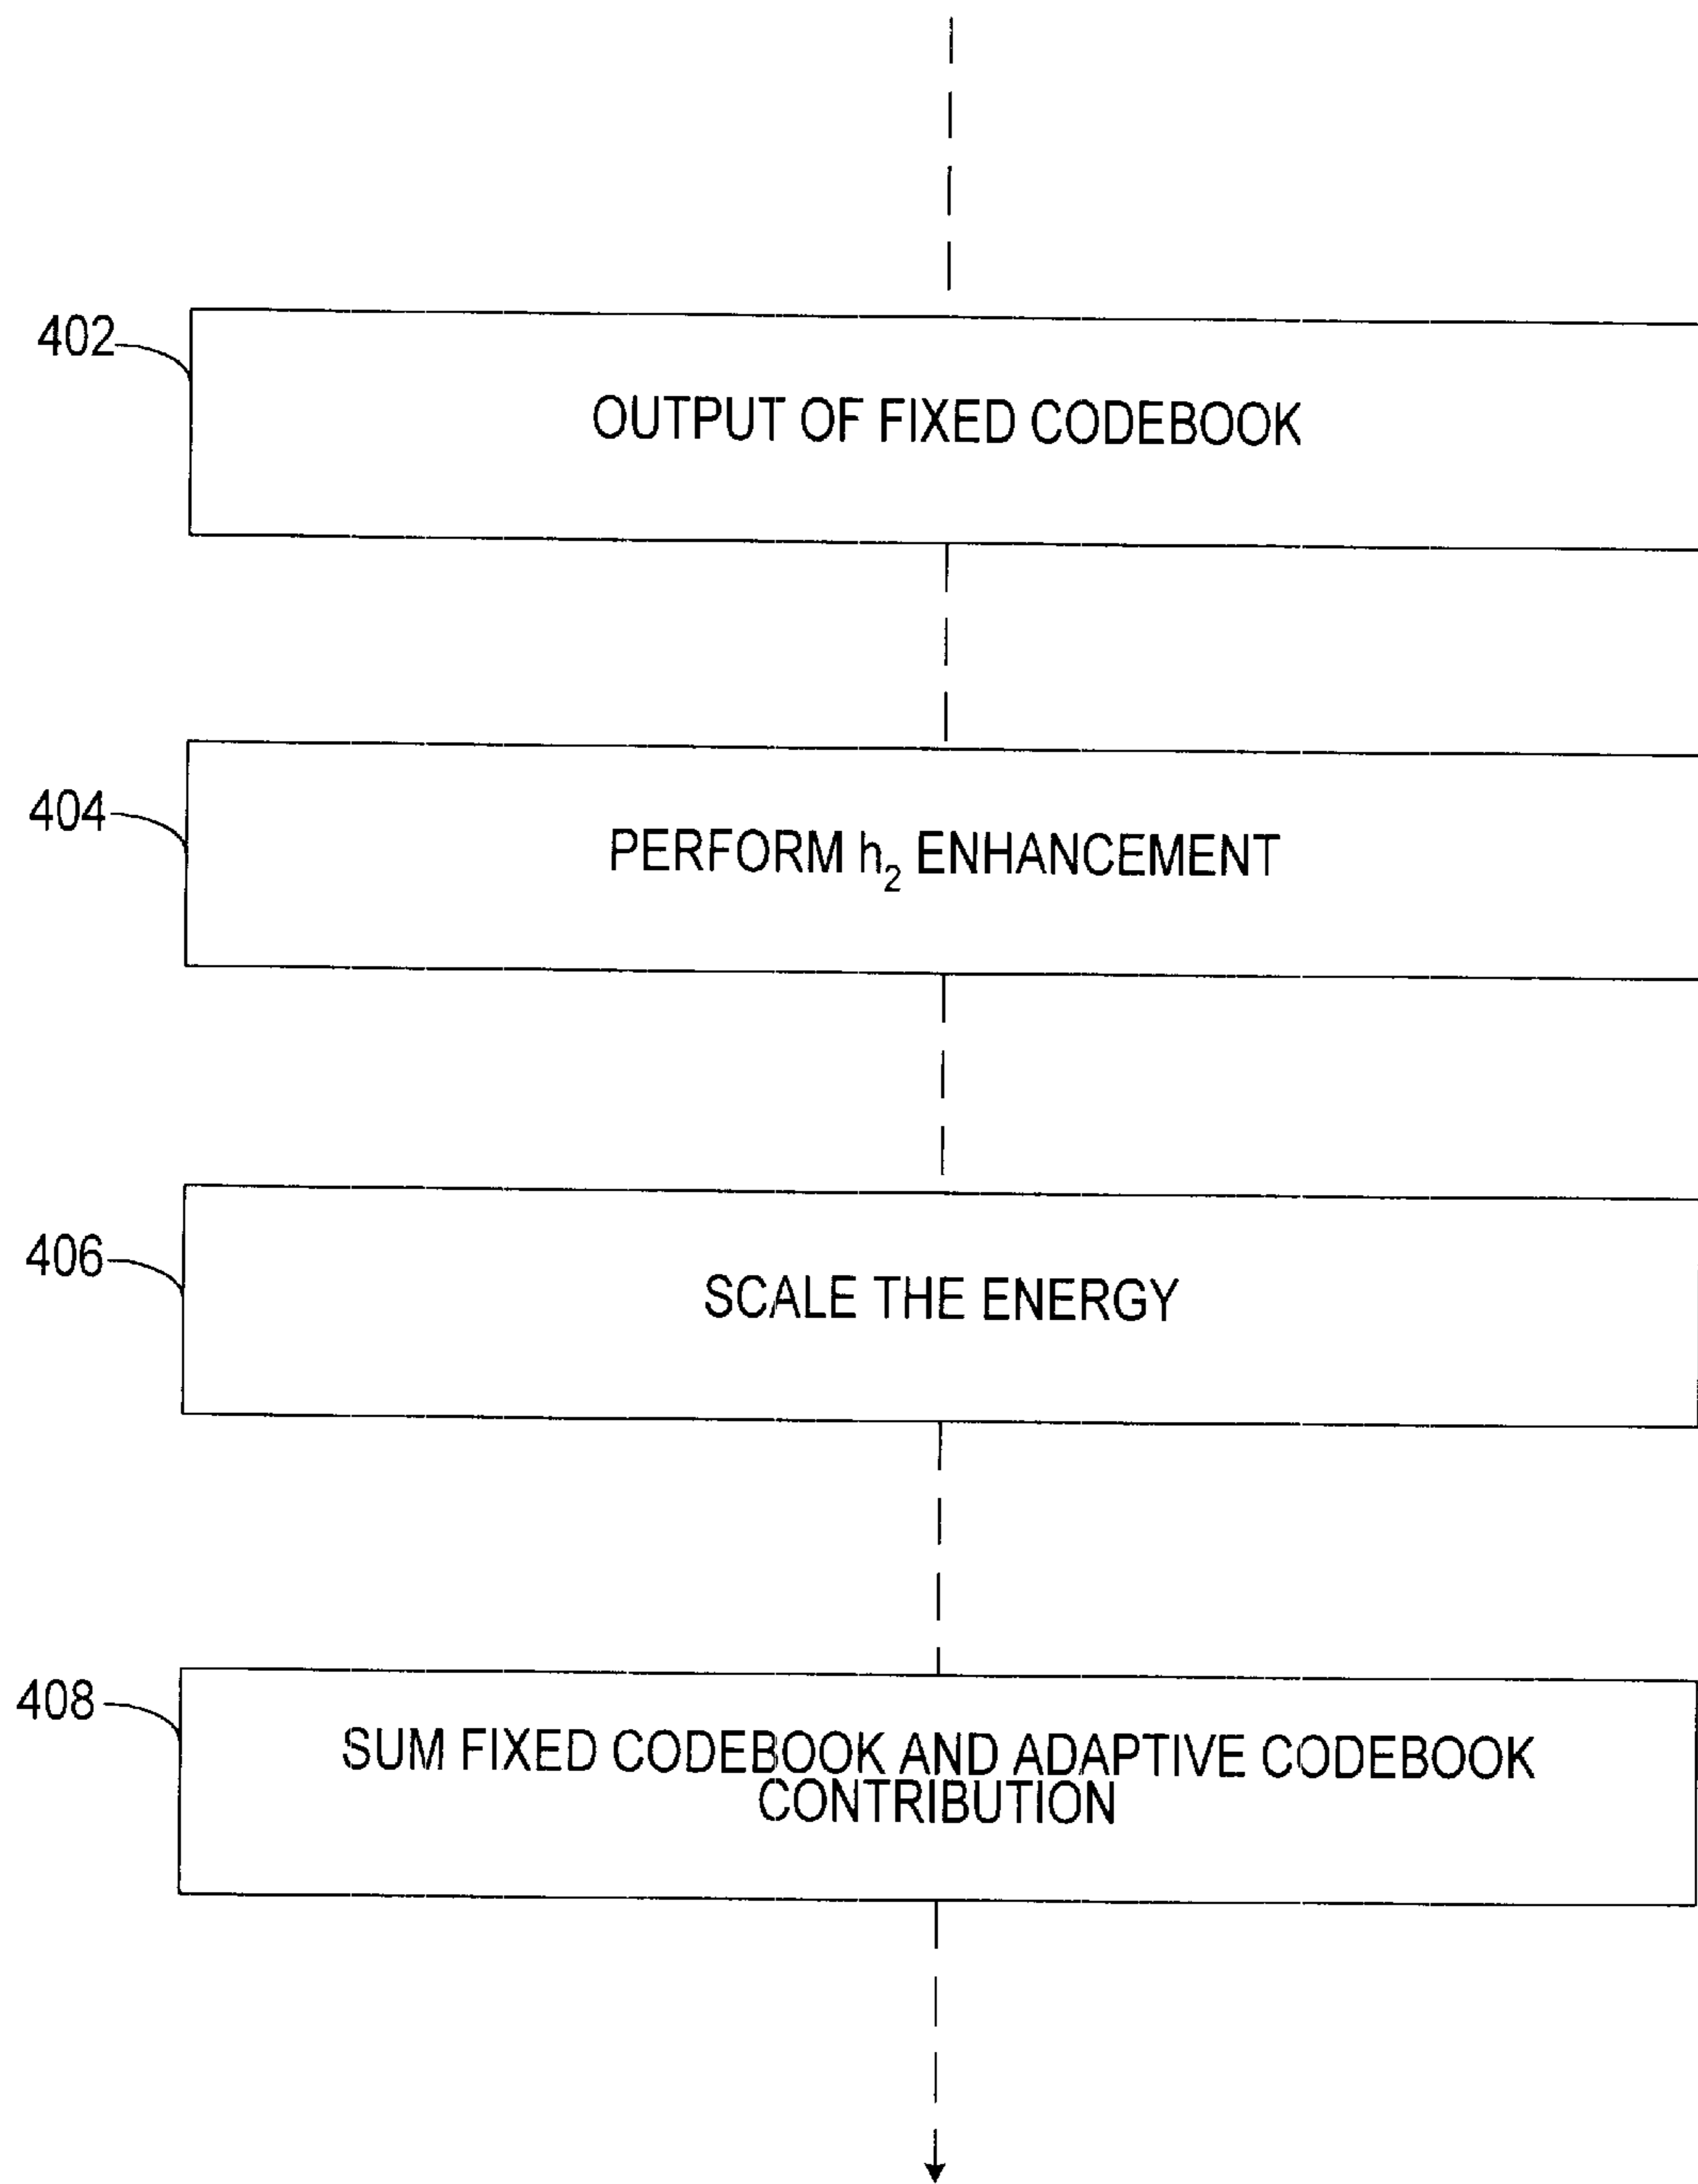 402
OUTPUT OF FIXED CODEBOOK
404
PERFORM h₂ ENHANCEMENT
406
SCALE THE ENERGY
408
SUM FIXED CODEBOOK AND ADAPTIVE CODEBOOK
CONTRIBUTION